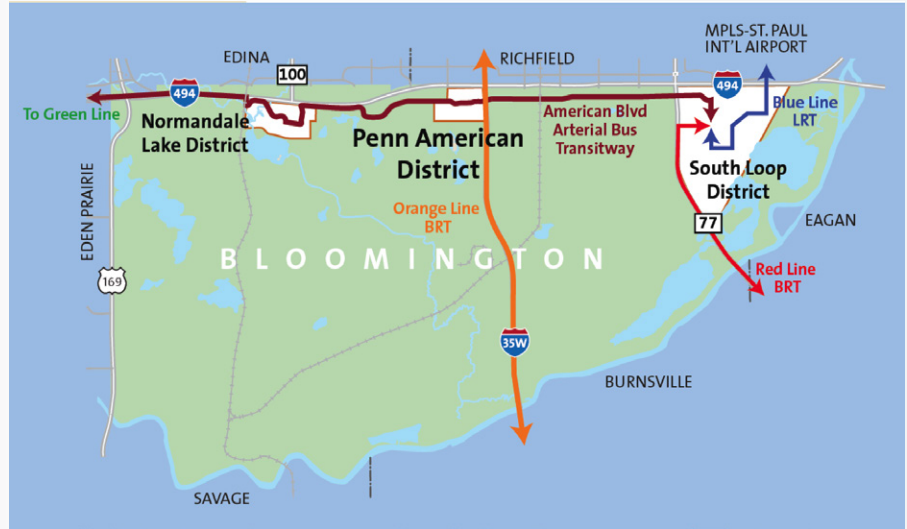 MPLS-ST. PAUL
INT'L AIRPORT
EDINA
RICHFIELD
100
494
494
To Green Line
Normandale
Lake District
Penn American
District
American Blvd
Arterial Bus
Transitway
Blue Line
LRT
South Loop
District
EDEN PRAIRIE
Orange Line
BRT
77
EAGAN
BLOOMINGTON
169
Red Line
BRT
35W
BURNSVILLE
SAVAGE